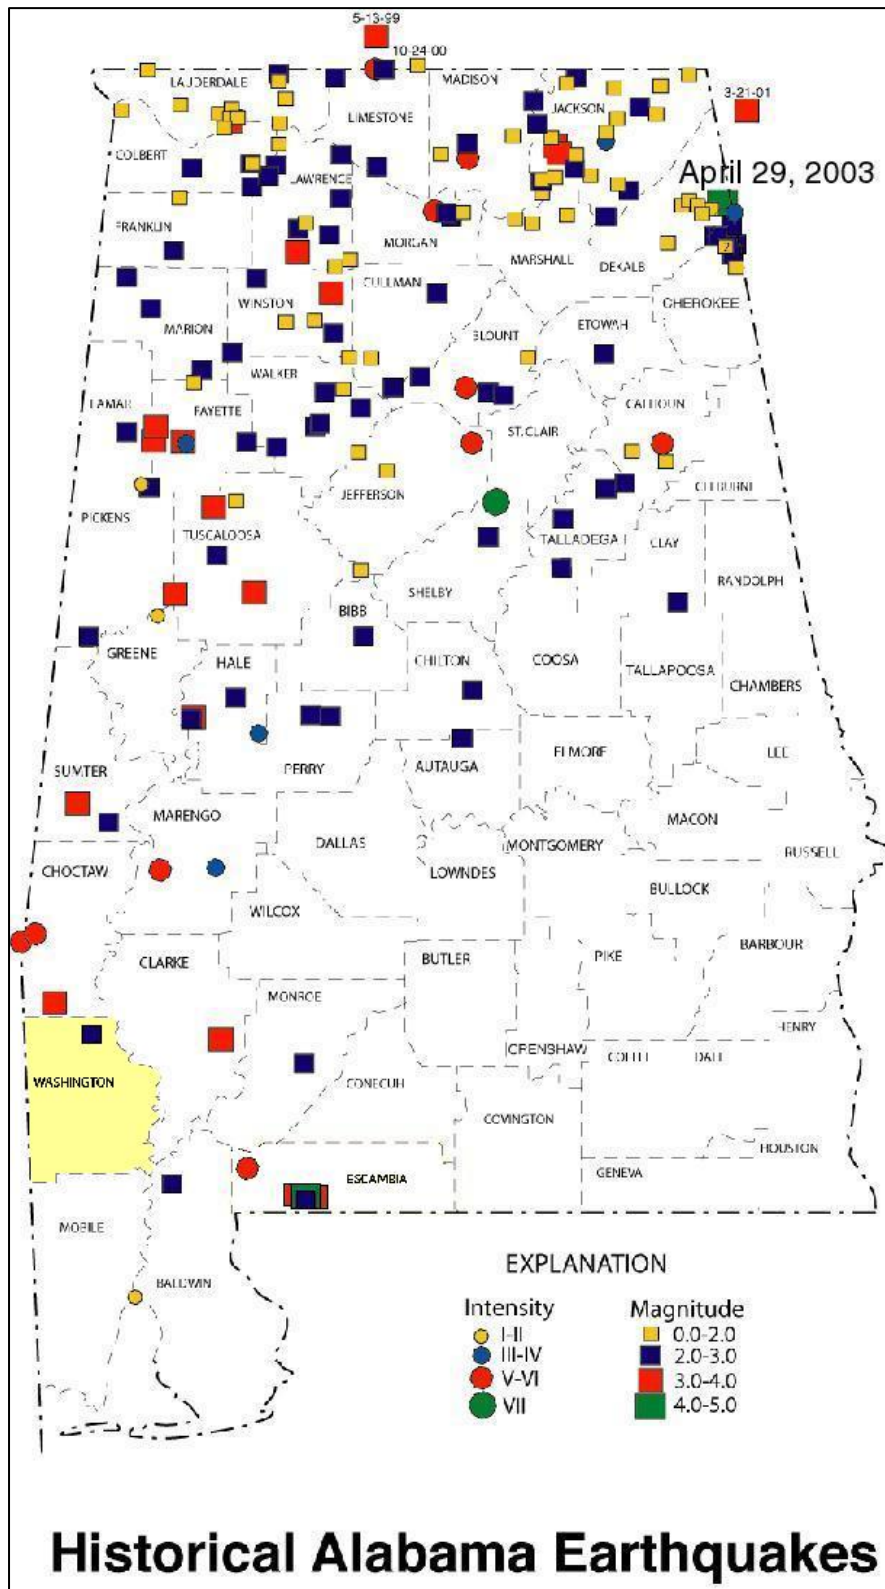 5-13-99
10-24-00
MADISON
LAUDERDALE
3-21-01
JACKSON
LIMESTONE
COLBERT
April 29, 2003
LAWRENCE
FRANKLIN
MORGAN
MARSHALL
DEKALB
CULLMAN
WINSTON
CHEROKEE
MARION
BLOUNT
ETOWAH
WALKER
LAMAR
FAYETTE
CALHOUN
ST.CLAIR
JEFFERSON
CLEBURNE
PICKENS
TUSCALOOSA
TALLADEGA
CLAY
RANDOLPH
SHELBY
BIBB
GREENE
HALE
CHILTON
COOSA
TALLAPOOSA
CHAMBERS
ELMORE
LEE
SUMTER
PERRY
AUTAUGA
MARENGO
MACON
DALLAS
MONTGOMERY
RUSSELL
CHOCTAW
LOWNDES
BULLOCK
WILCOX
BARBOUR
CLARKE
BUTLER
PIKE
MONROE
HENRY
CRENSHAW
COFFEE
DALE
WASHINGTON
CONECUH
COVINGTON
HOUSTON
ESCAMBIA
GENEVA
MOBILE
BALDWIN
EXPLANATION
Intensity Magnitude
I-II 0.0-2.0
III-IV 2.0-3.0
V-VI 3.0-4.0
VII 4.0-5.0
Historical Alabama Earthquakes